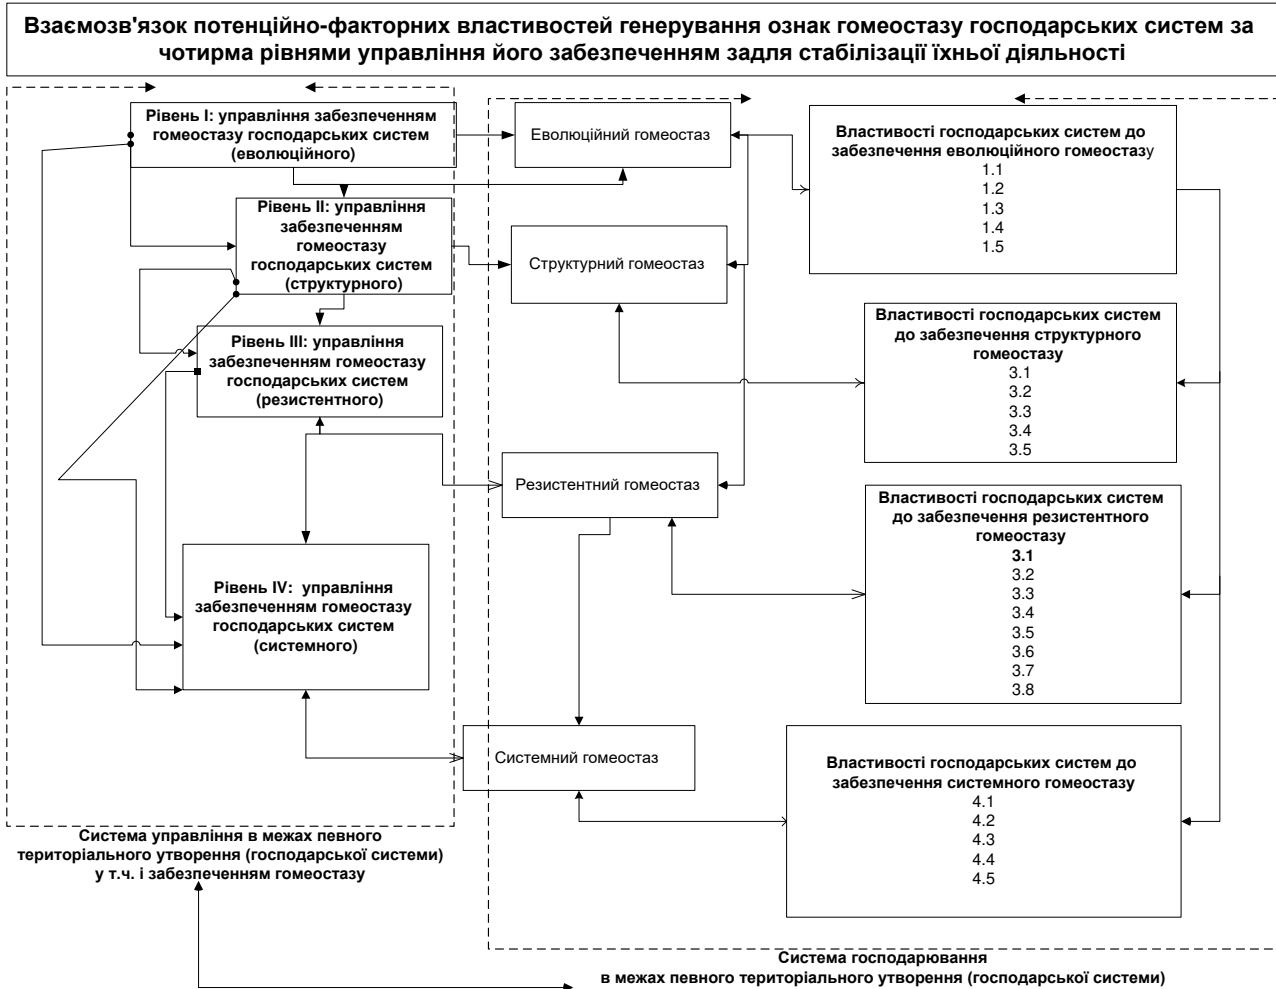 Взаємозв'язок потенційно-факторних властивостей генерування ознак гомеостазу господарських систем за
чотирма рівнями управління його забезпеченням задля стабілізації їхньої діяльності
Рівень I: управління забезпеченням
гомеостазу господарських систем
(еволюційного)
Рівень II: управління
забезпеченням
гомеостазу
господарських систем
(структурного)
Рівень III: управління
забезпеченням гомеостазу
господарських систем
(резистентного)
Рівень IV: управління
забезпеченням гомеостазу
господарських систем
(системного)
Система управління в межах певного
територіального утворення (господарської системи)
у т.ч. і забезпеченням гомеостазу
Еволюційний гомеостаз
Структурний гомеостаз
Резистентний гомеостаз
Системний гомеостаз
Властивості господарських систем до
забезпечення еволюційного гомеостазу
1.1
1.2
1.3
1.4
1.5
Властивості господарських систем
до забезпечення структурного
гомеостазу
3.1
3.2
3.3
3.4
3.5
Властивості господарських систем
до забезпечення резистентного
гомеостазу
3.1
3.2
3.3
3.4
3.5
3.6
3.7
3.8
Властивості господарських систем до
забезпечення системного гомеостазу
4.1
4.2
4.3
4.4
4.5
Система господарювання
в межах певного територіального утворення (господарської системи)